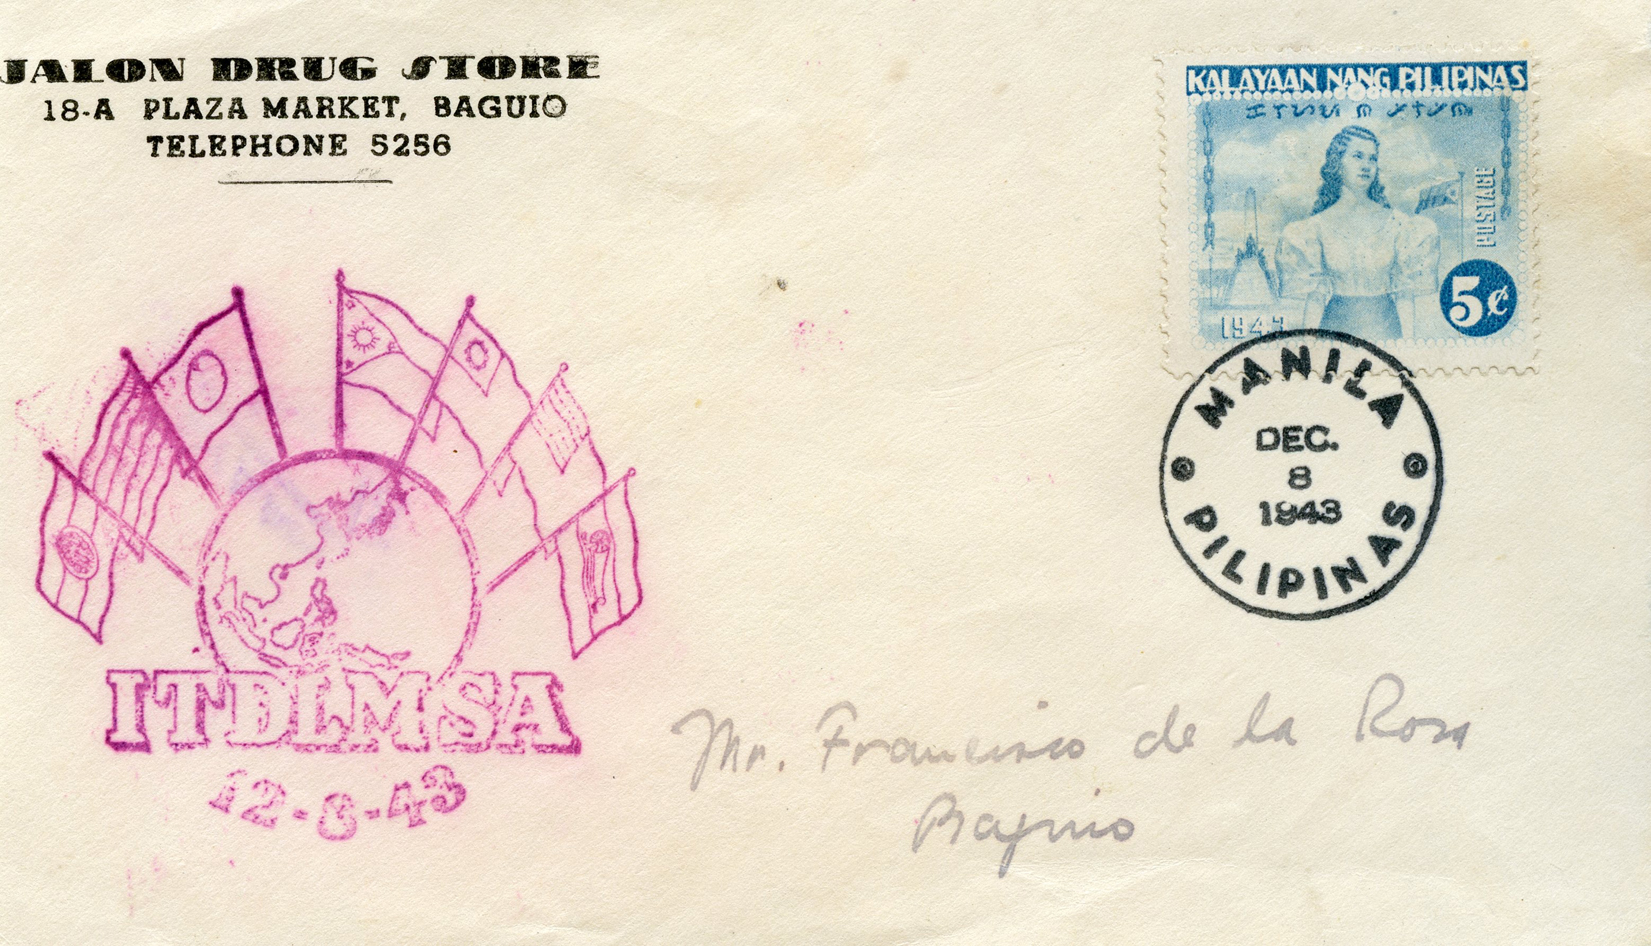 JALON DRUG STORE
18-A PLAZA MARKET, BAGUIO
TELEPHONE 5256
KALAYAAN NANG PILIPINAS
POSTAGE
5¢
1943
MANILA
DEC.
8
1943
PILIPINAS
ITDLMSA
12-8-43
Mr. Francisco de la Rosa
Baguio